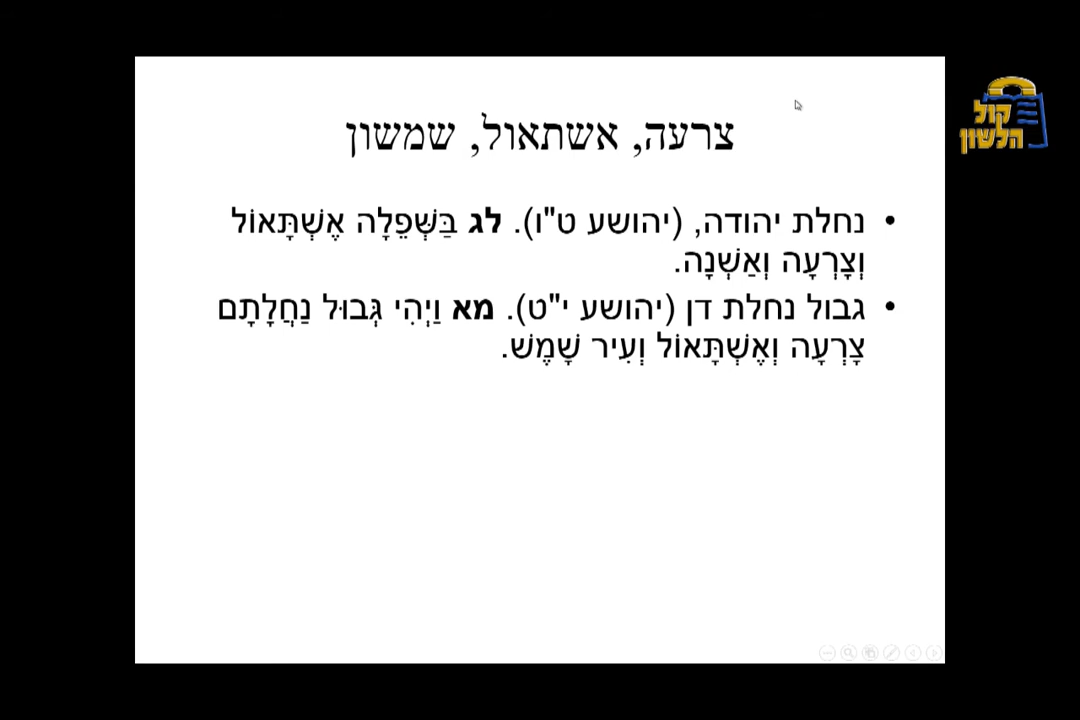 צרעה, אשתאול, שמשון
• נחלת יהודה, (יהושע ט"ו). לג בַּשְּׁפֵלָה אֶשְׁתָּאוֹל
וְצָרְעָה וְאַשְׁנָה.
• גבול נחלת דן (יהושע י"ט). מא וַיְהִי גְּבוּל נַחֲלָתָם
צָרְעָה וְאֶשְׁתָּאוֹל וְעִיר שָׁמֶשׁ.
קול
הלשון